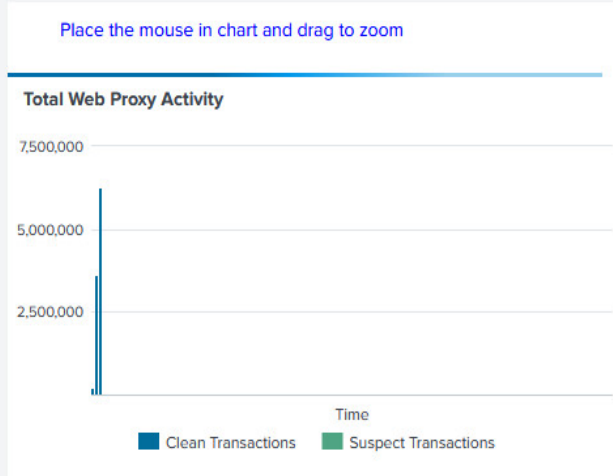 Place the mouse in chart and drag to zoom
Total Web Proxy Activity
7,500,000
5,000,000
2,500,000
Time
Clean Transactions
Suspect Transactions